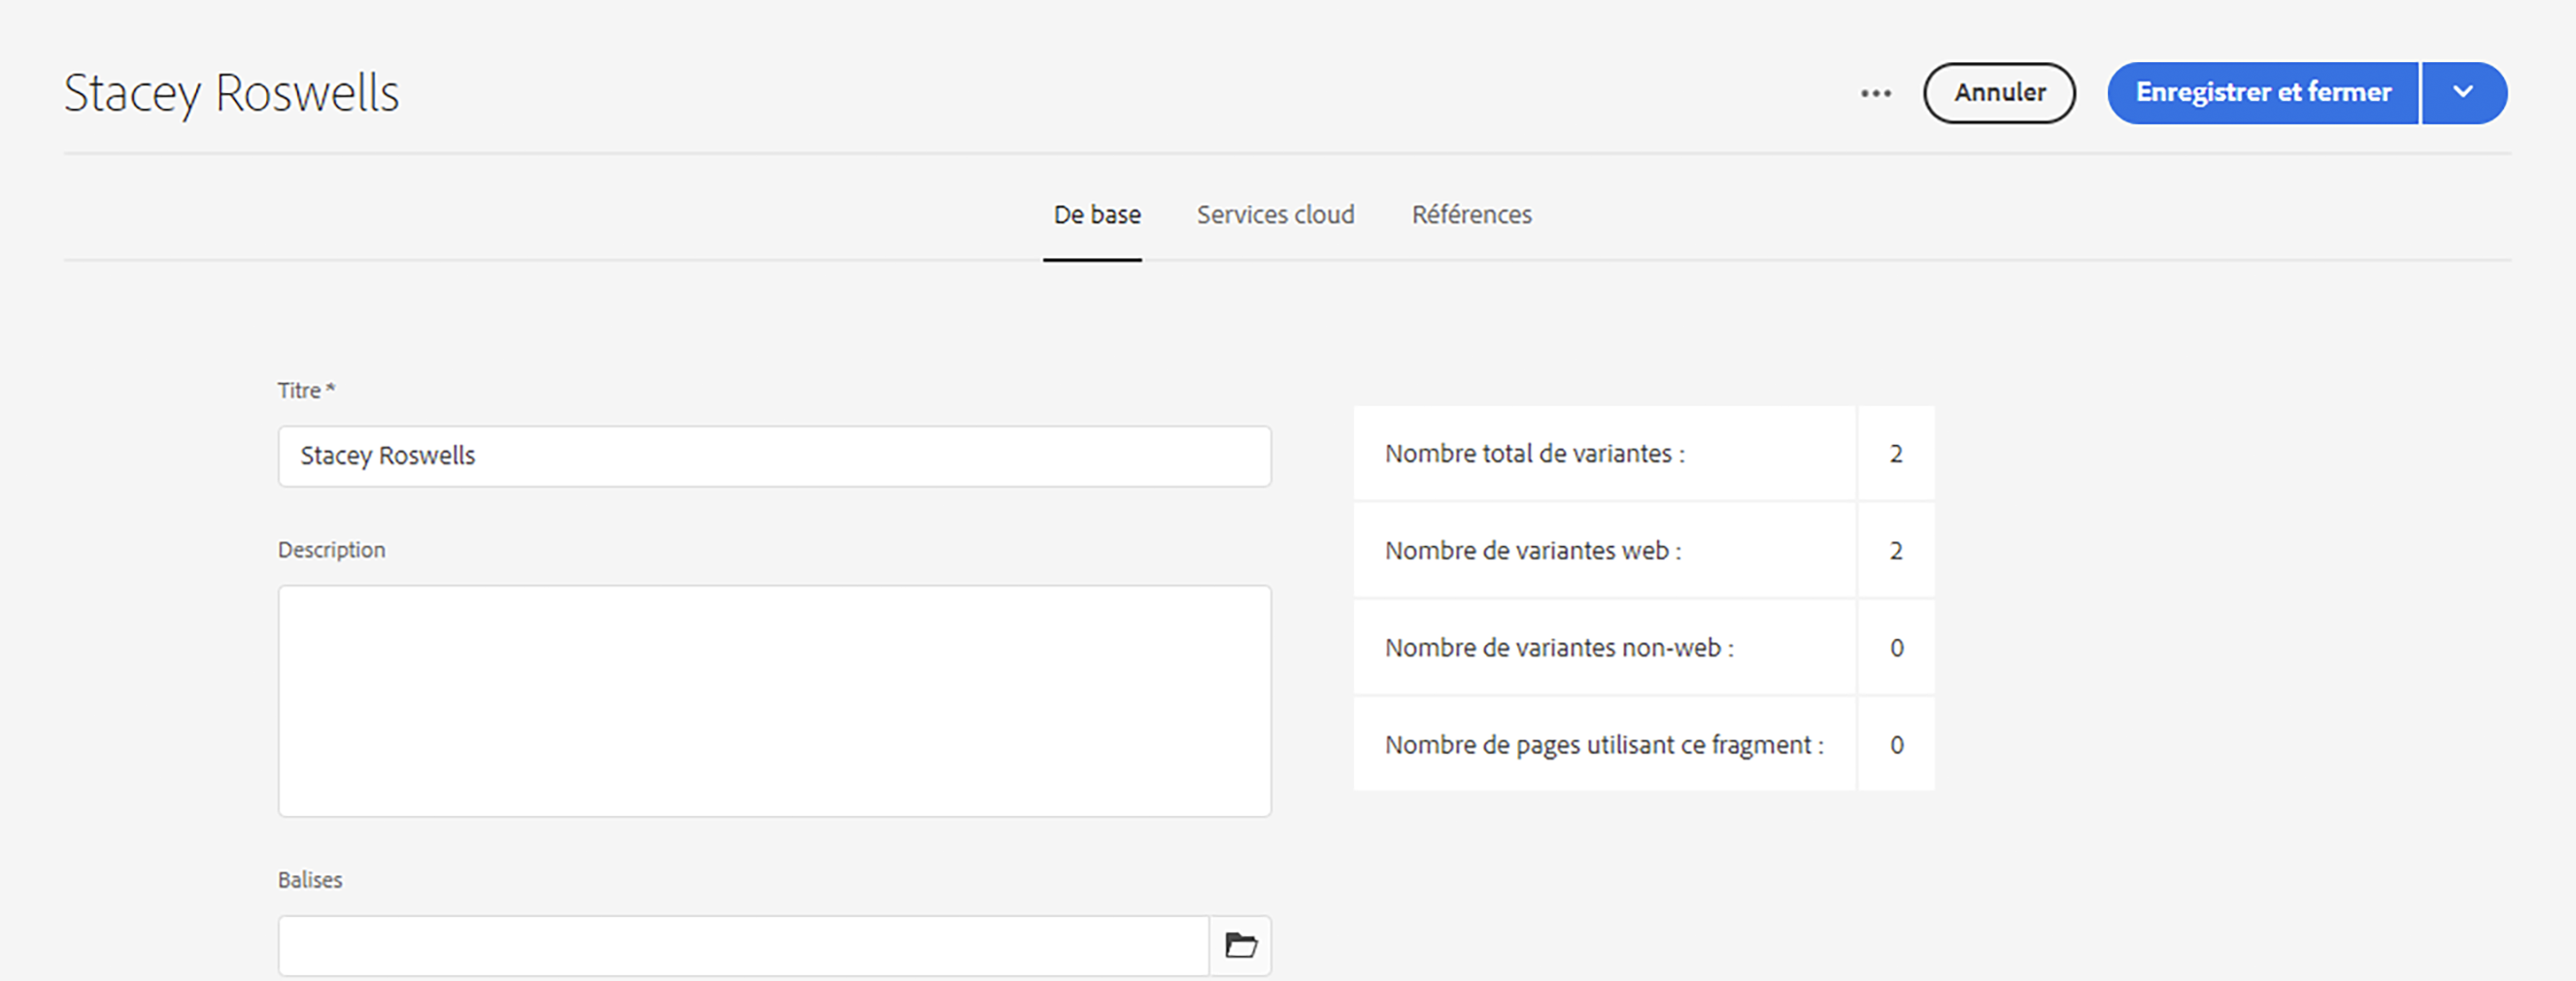 Stacey Roswells
Annuler
Enregistrer et fermer
De base
Services cloud
Références
Titre *
Stacey Roswells
Description
Balises
Nombre total de variantes : 2
Nombre de variantes web : 2
Nombre de variantes non-web : 0
Nombre de pages utilisant ce fragment : 0